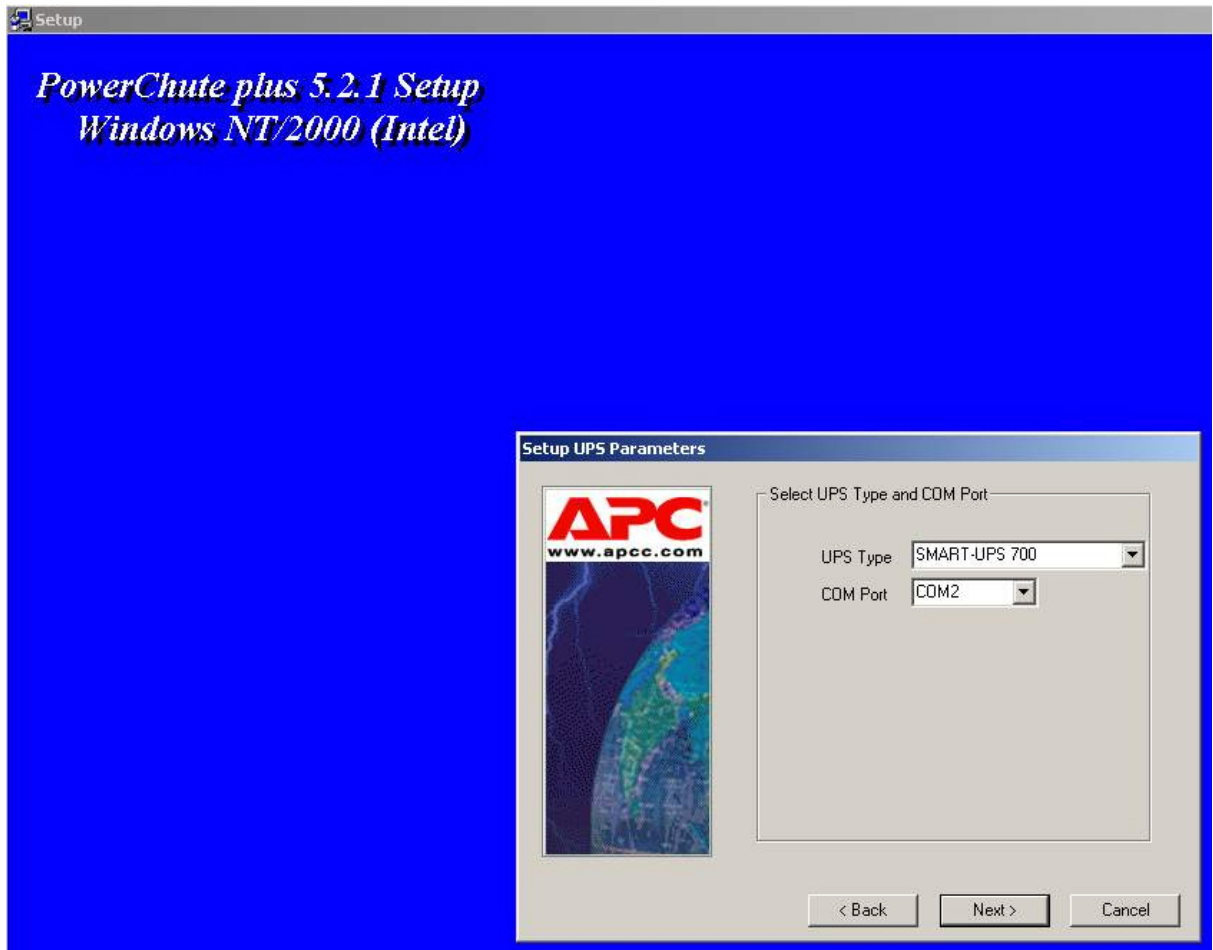 Setup
PowerChute plus 5.2.1 Setup
Windows NT/2000 (Intel)
Setup UPS Parameters
APC
www.apcc.com
Select UPS Type and COM Port
UPS Type SMART-UPS 700
COM Port COM2
< Back Next > Cancel